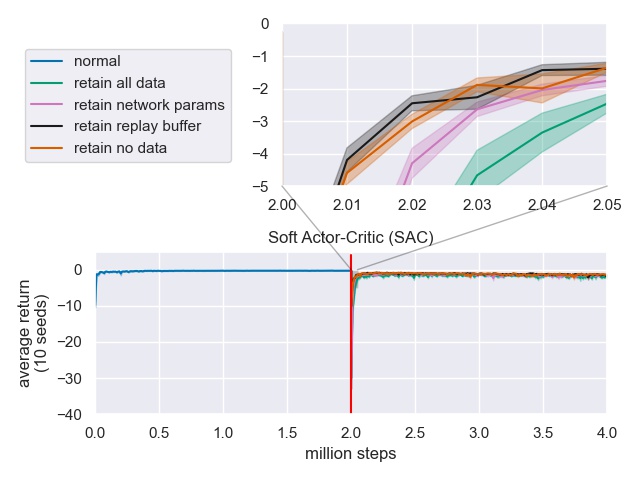 normal
retain all data
retain network params
retain replay buffer
retain no data
0
−1
−2
−3
−4
−5
2.00 2.01 2.02 2.03 2.04 2.05
Soft Actor-Critic (SAC)
0
−10
−20
−30
−40
average return
(10 seeds)
0.0 0.5 1.0 1.5 2.0 2.5 3.0 3.5 4.0
million steps